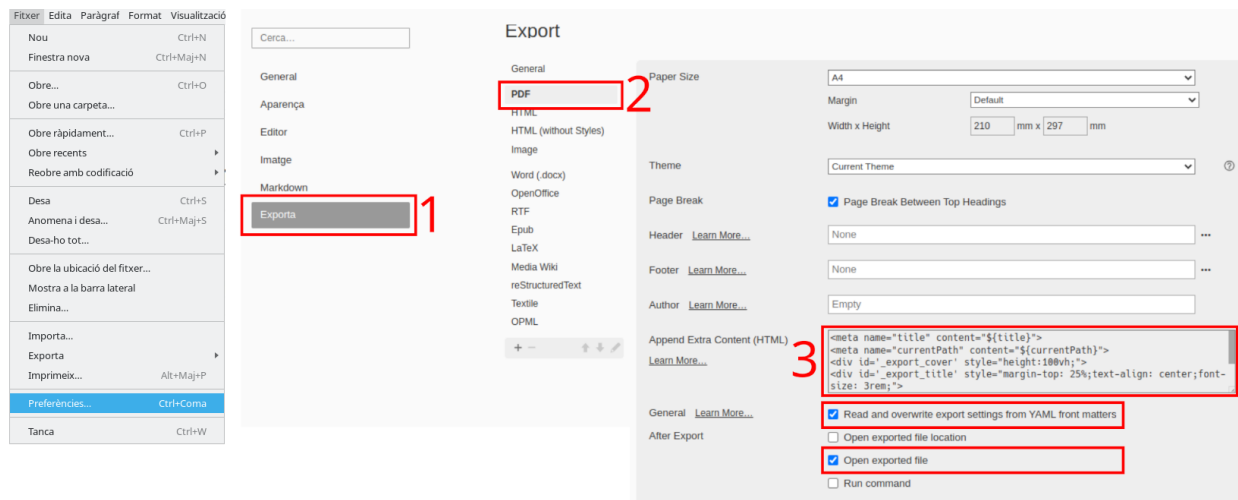 Fitxer Edita Paràgraf Format Visualització
Nou Ctrl+N
Finestra nova Ctrl+Maj+N
Obre... Ctrl+O
Obre una carpeta...
Obre ràpidament... Ctrl+P
Obre recents
Reobre amb codificació
Desa Ctrl+S
Anomena i desa... Ctrl+Maj+S
Desa-ho tot...
Obre la ubicació del fitxer...
Mostra a la barra lateral
Elimina...
Importa...
Exporta
Imprimeix... Alt+Maj+P
Preferències... Ctrl+Coma
Tanca Ctrl+W
Cerca...
General
Aparença
Editor
Imatge
Markdown
Exporta
1
Export
General
PDF
2
HTML
HTML (without Styles)
Image
Word (.docx)
OpenOffice
RTF
Epub
LaTeX
Media Wiki
reStructuredText
Textile
OPML
Paper Size A4
Margin Default
Width x Height 210 mm x 297 mm
Theme Current Theme
Page Break Page Break Between Top Headings
Header Learn More... None
Footer Learn More... None
Author Learn More... Empty
Append Extra Content (HTML)
Learn More...
3
<meta name="title" content="${title}">
<meta name="currentPath" content="${currentPath}">
<div id='_export_cover' style="height:100vh;">
<div id='_export_title' style="margin-top: 25%;text-align: center;font-
size: 3rem;">
General Learn More... Read and overwrite export settings from YAML front matters
After Export Open exported file location
Open exported file
Run command